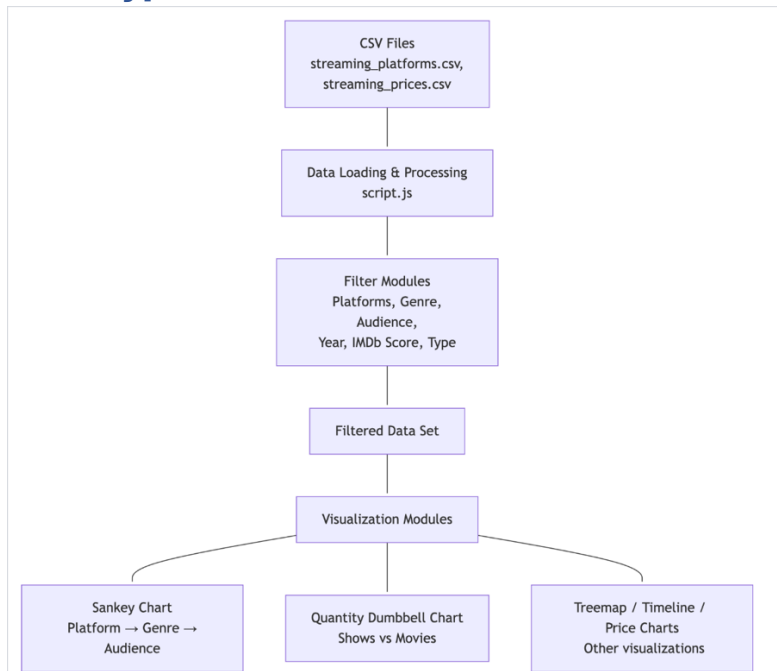 CSV Files
streaming_platforms.csv,
streaming_prices.csv
Data Loading & Processing
script.js
Filter Modules
Platforms, Genre,
Audience,
Year, IMDb Score, Type
Filtered Data Set
Visualization Modules
Sankey Chart
Platform → Genre →
Audience
Quantity Dumbbell Chart
Shows vs Movies
Treemap / Timeline /
Price Charts
Other visualizations